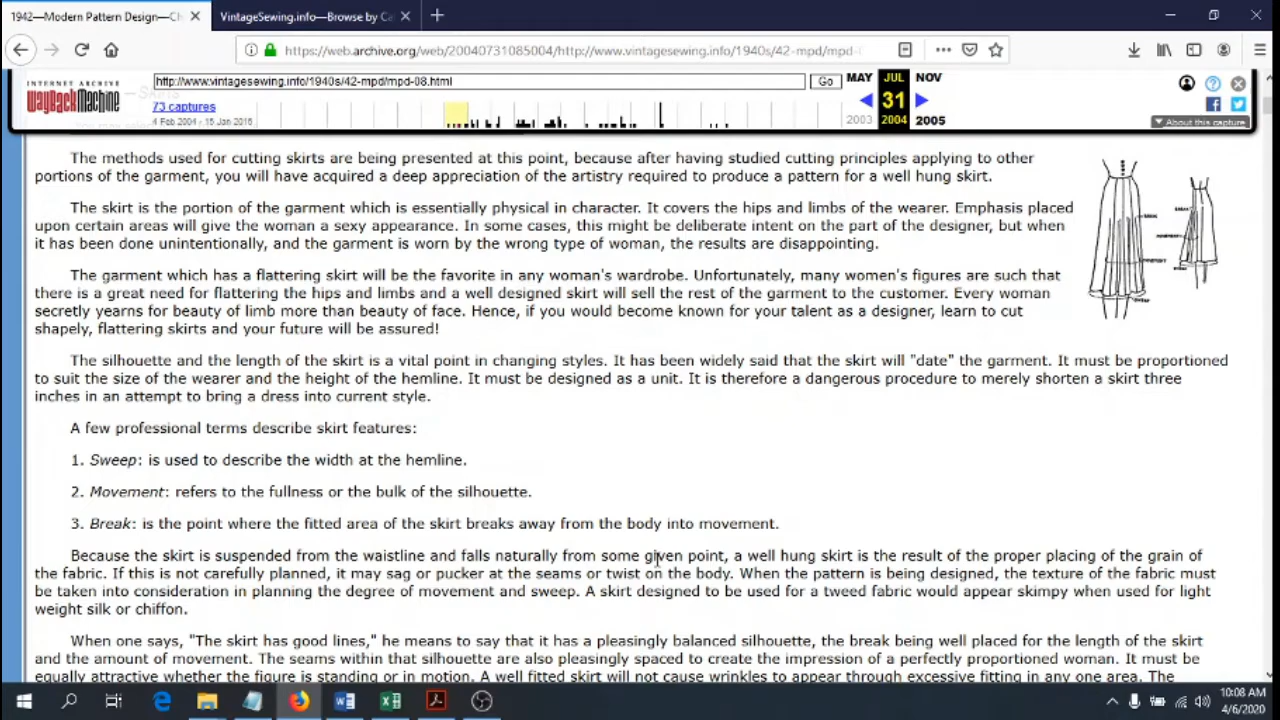 1942—Modern Pattern Design—Ch
VintageSewing.info—Browse by Ca
https://web.archive.org/web/20040731085004/http://www.vintagesewing.info/1940s/42-mpd/mpd-0
INTERNET ARCHIVE
WayBackMachine
http://www.vintagesewing.info/1940s/42-mpd/mpd-08.html
Go
73 captures
4 Feb 2004 - 15 Jan 2016
MAY JUL NOV
31
2003 2004 2005
About this capture
The methods used for cutting skirts are being presented at this point, because after having studied cutting principles applying to other
portions of the garment, you will have acquired a deep appreciation of the artistry required to produce a pattern for a well hung skirt.
The skirt is the portion of the garment which is essentially physical in character. It covers the hips and limbs of the wearer. Emphasis placed
upon certain areas will give the woman a sexy appearance. In some cases, this might be deliberate intent on the part of the designer, but when
it has been done unintentionally, and the garment is worn by the wrong type of woman, the results are disappointing.
The garment which has a flattering skirt will be the favorite in any woman's wardrobe. Unfortunately, many women's figures are such that
there is a great need for flattering the hips and limbs and a well designed skirt will sell the rest of the garment to the customer. Every woman
secretly yearns for beauty of limb more than beauty of face. Hence, if you would become known for your talent as a designer, learn to cut
shapely, flattering skirts and your future will be assured!
The silhouette and the length of the skirt is a vital point in changing styles. It has been widely said that the skirt will "date" the garment. It must be proportioned
to suit the size of the wearer and the height of the hemline. It must be designed as a unit. It is therefore a dangerous procedure to merely shorten a skirt three
inches in an attempt to bring a dress into current style.
A few professional terms describe skirt features:
1. Sweep: is used to describe the width at the hemline.
2. Movement: refers to the fullness or the bulk of the silhouette.
3. Break: is the point where the fitted area of the skirt breaks away from the body into movement.
Because the skirt is suspended from the waistline and falls naturally from some given point, a well hung skirt is the result of the proper placing of the grain of
the fabric. If this is not carefully planned, it may sag or pucker at the seams or twist on the body. When the pattern is being designed, the texture of the fabric must
be taken into consideration in planning the degree of movement and sweep. A skirt designed to be used for a tweed fabric would appear skimpy when used for light
weight silk or chiffon.
When one says, "The skirt has good lines," he means to say that it has a pleasingly balanced silhouette, the break being well placed for the length of the skirt
and the amount of movement. The seams within that silhouette are also pleasingly spaced to create the impression of a perfectly proportioned woman. It must be
equally attractive whether the figure is standing or in motion. A well fitted skirt will not cause wrinkles to appear through excessive fitting in any one area. The
10:08 AM
4/6/2020